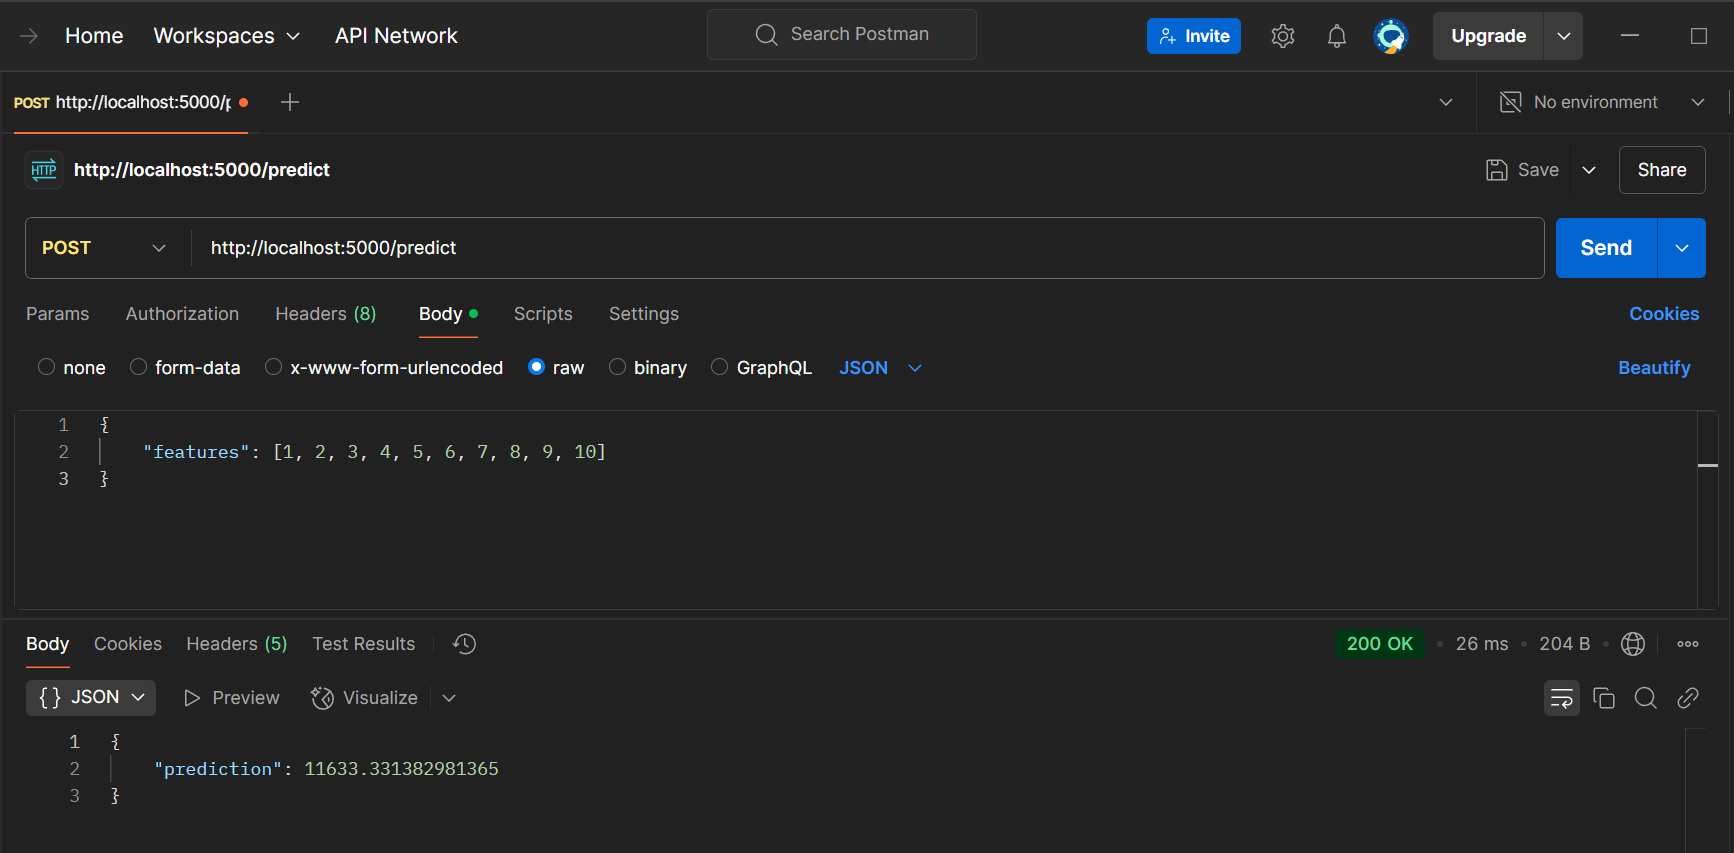 Home Workspaces API Network Search Postman Invite Upgrade
POST http://localhost:5000/p No environment
HTTP http://localhost:5000/predict Save Share
POST http://localhost:5000/predict Send
Params Authorization Headers (8) Body Scripts Settings Cookies
none form-data x-www-form-urlencoded raw binary GraphQL JSON Beautify
1 {
2 "features": [1, 2, 3, 4, 5, 6, 7, 8, 9, 10]
3 }
Body Cookies Headers (5) Test Results 200 OK • 26 ms • 204 B •
{} JSON Preview Visualize
1 {
2 "prediction": 11633.331382981365
3 }